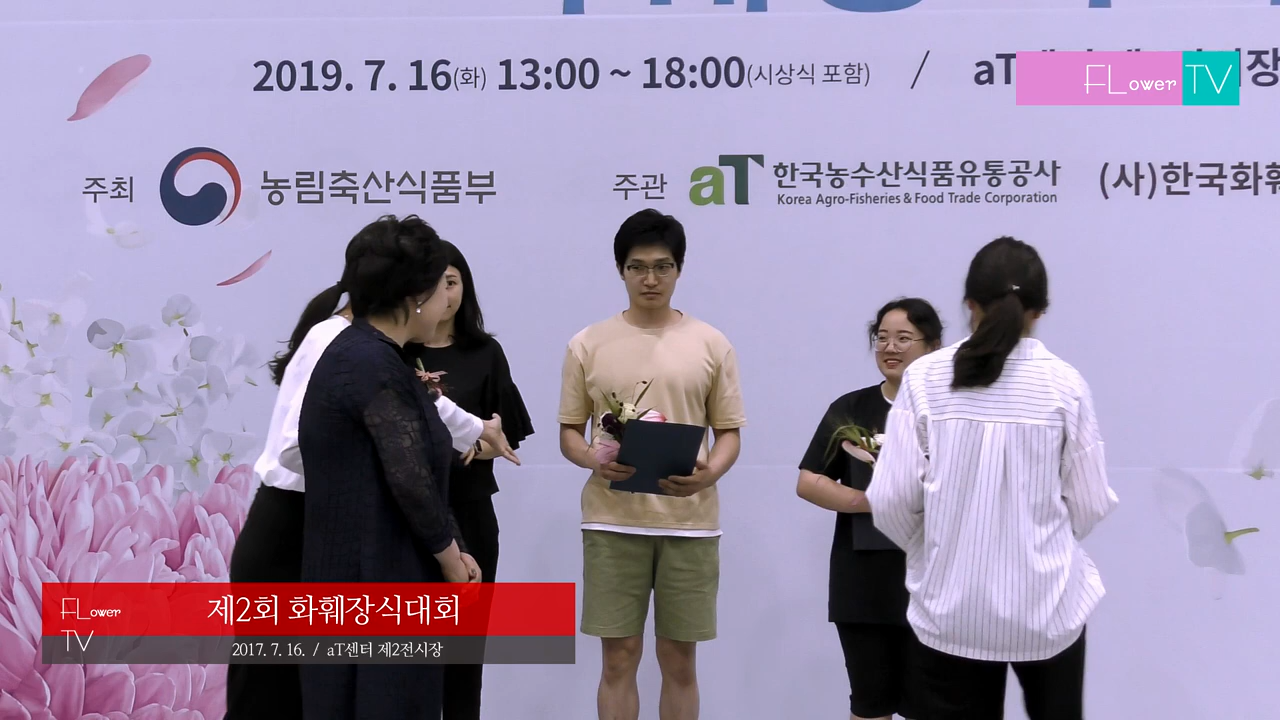 2019. 7. 16(화) 13:00 ~ 18:00(시상식 포함) / aT
FLower TV
주최 농림축산식품부 주관 aT 한국농수산식품유통공사 (사)한국화훼
Korea Agro-Fisheries & Food Trade Corporation
FLower TV
제2회 화훼장식대회
2017. 7. 16. / aT센터 제2전시장